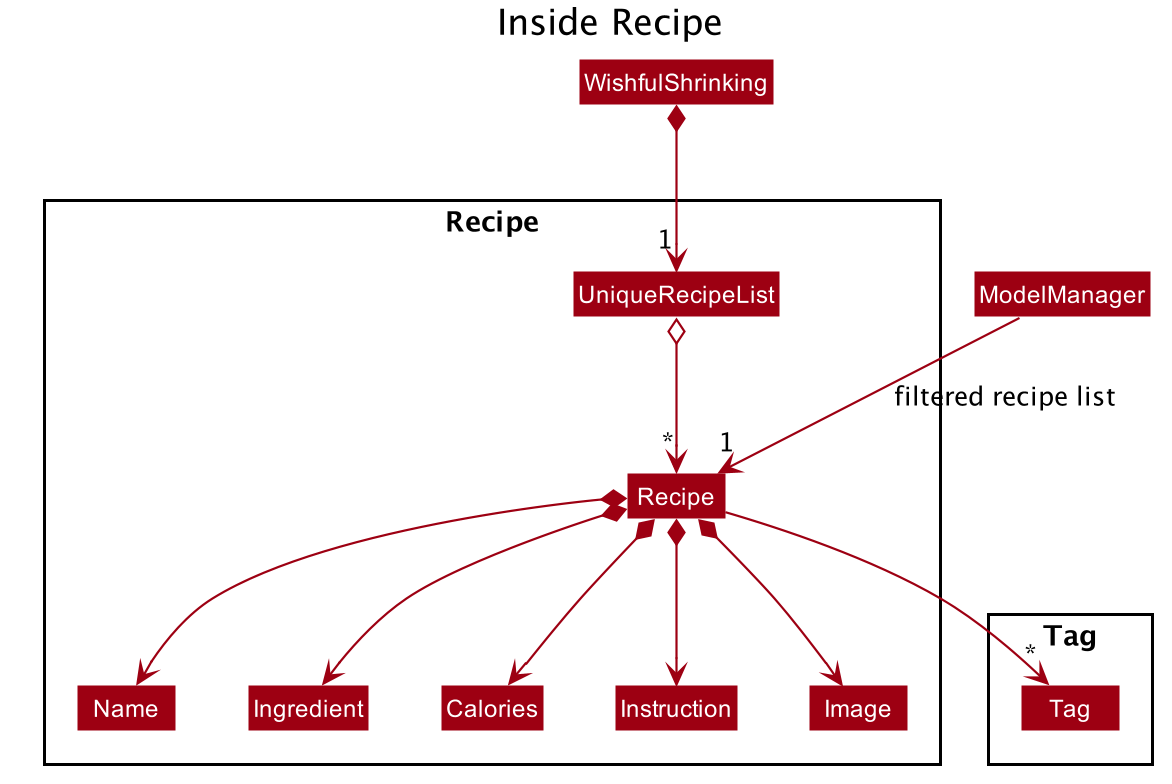 Inside Recipe
WishfulShrinking
Recipe
1
UniqueRecipeList
ModelManager
filtered recipe list
* 1
Recipe
Tag
*
Name Ingredient Calories Instruction Image Tag